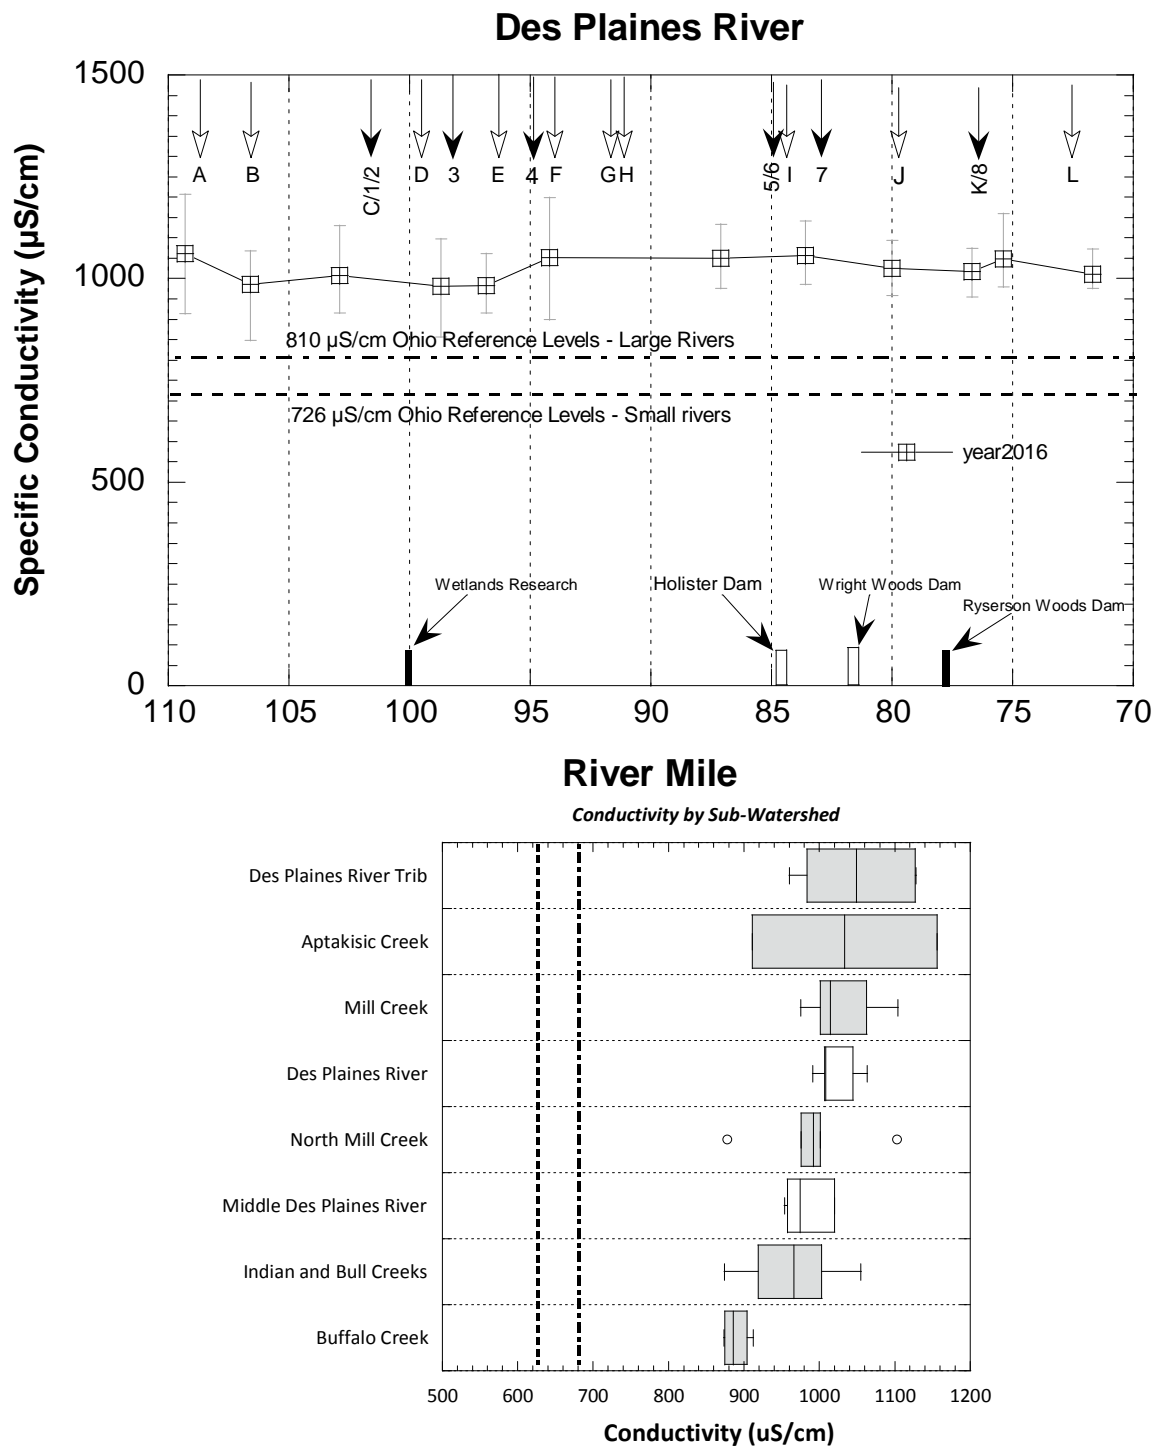 Des Plaines River
Specific Conductivity (µS/cm)
1500
1000
500
0
A B C/1/2 D 3 E 4 F G H 5/6 I 7 J K/8 L
810 µS/cm Ohio Reference Levels - Large Rivers
726 µS/cm Ohio Reference Levels - Small rivers
year2016
Wetlands Research
Holister Dam
Wright Woods Dam
Ryserson Woods Dam
110 105 100 95 90 85 80 75 70
River Mile
Conductivity by Sub-Watershed
Des Plaines River Trib
Aptakisic Creek
Mill Creek
Des Plaines River
North Mill Creek
Middle Des Plaines River
Indian and Bull Creeks
Buffalo Creek
500 600 700 800 900 1000 1100 1200
Conductivity (uS/cm)